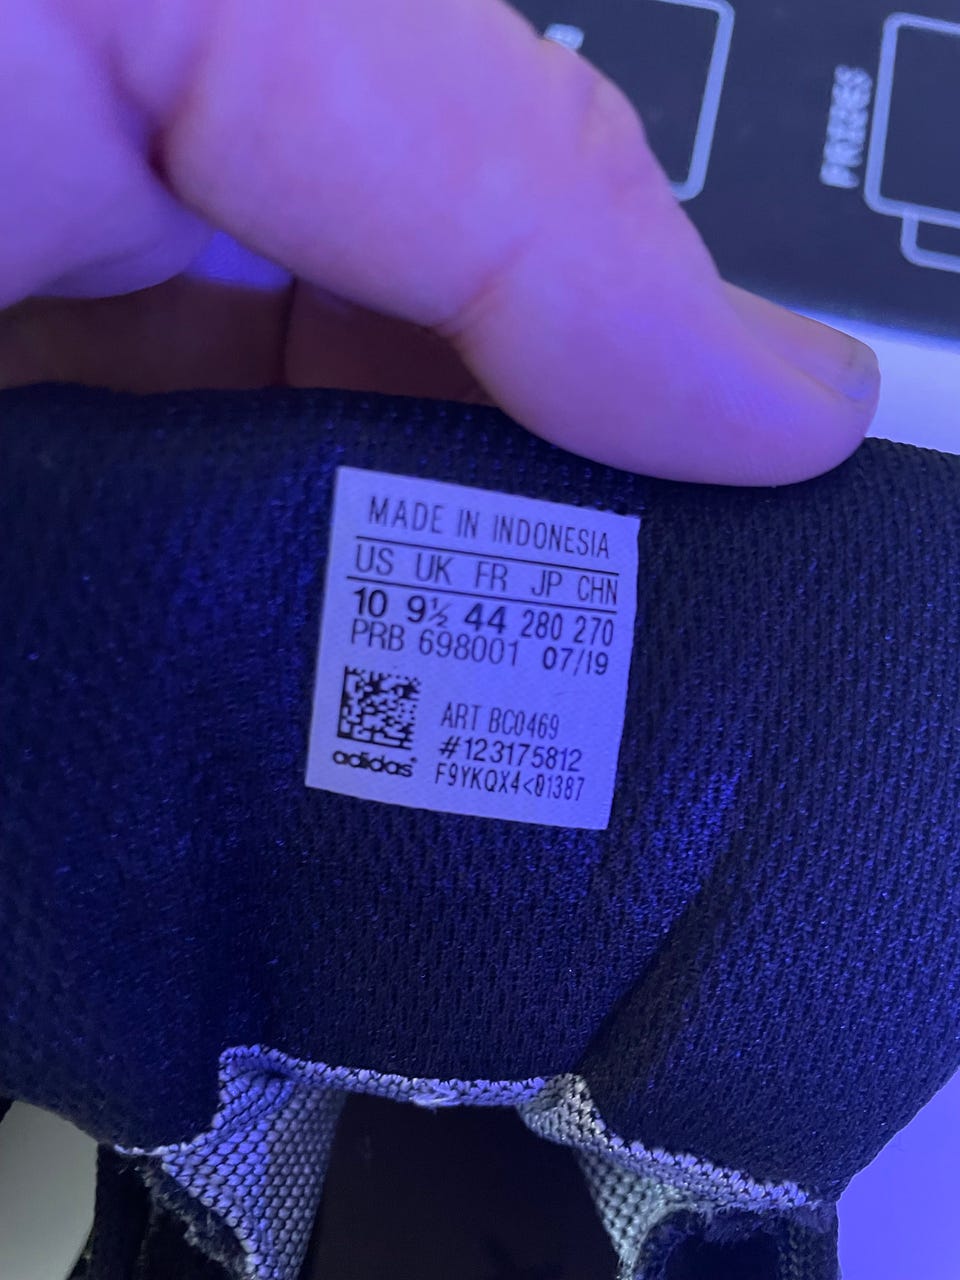 PRIZES
MADE IN INDONESIA
US UK FR JP CHN
10 9½ 44 280 270
PRB 698001 07/19
ART BC0469
#123175812
adidas
F9YKQX4<01387